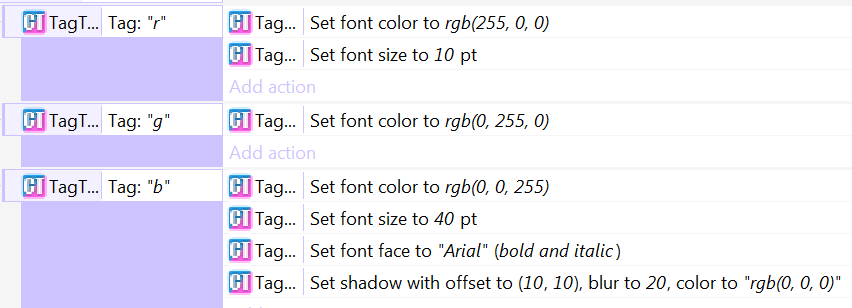 TagT... Tag: "r" Tag... Set font color to rgb(255, 0, 0)
Tag... Set font size to 10 pt
Add action
TagT... Tag: "g" Tag... Set font color to rgb(0, 255, 0)
Add action
TagT... Tag: "b" Tag... Set font color to rgb(0, 0, 255)
Tag... Set font size to 40 pt
Tag... Set font face to "Arial" (bold and italic)
Tag... Set shadow with offset to (10, 10), blur to 20, color to "rgb(0, 0, 0)"